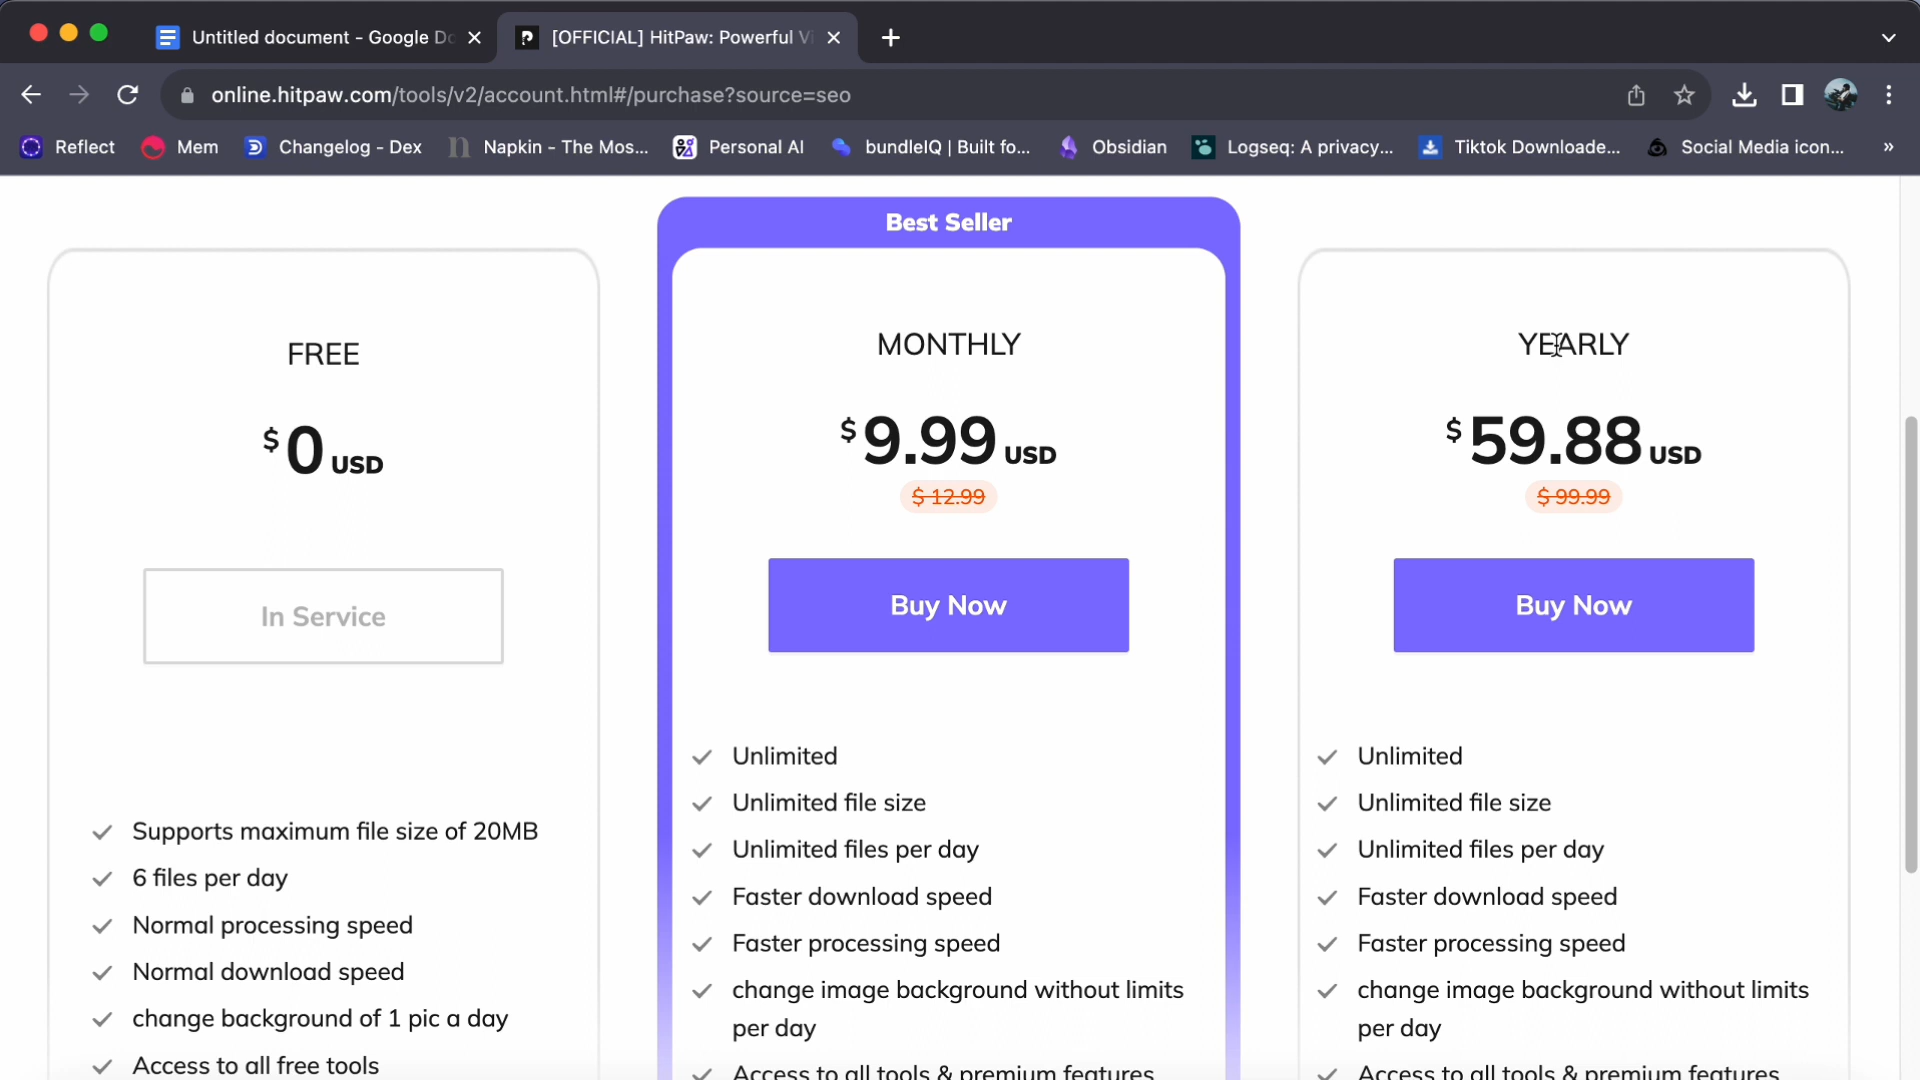 Untitled document - Google Do
[OFFICIAL] HitPaw: Powerful Vi
online.hitpaw.com/tools/v2/account.html#/purchase?source=seo
Reflect
Mem
Changelog - Dex
Napkin - The Mos...
Personal AI
bundleIQ | Built fo...
Obsidian
Logseq: A privacy...
Tiktok Downloade...
Social Media icon...
»
Best Seller
FREE
$0 USD
In Service
Supports maximum file size of 20MB
6 files per day
Normal processing speed
Normal download speed
change background of 1 pic a day
Access to all free tools
MONTHLY
$9.99 USD
$ 12.99
Buy Now
Unlimited
Unlimited file size
Unlimited files per day
Faster download speed
Faster processing speed
change image background without limits
per day
Access to all tools & premium features
YEARLY
$59.88 USD
$ 99.99
Buy Now
Unlimited
Unlimited file size
Unlimited files per day
Faster download speed
Faster processing speed
change image background without limits
per day
Access to all tools & premium features